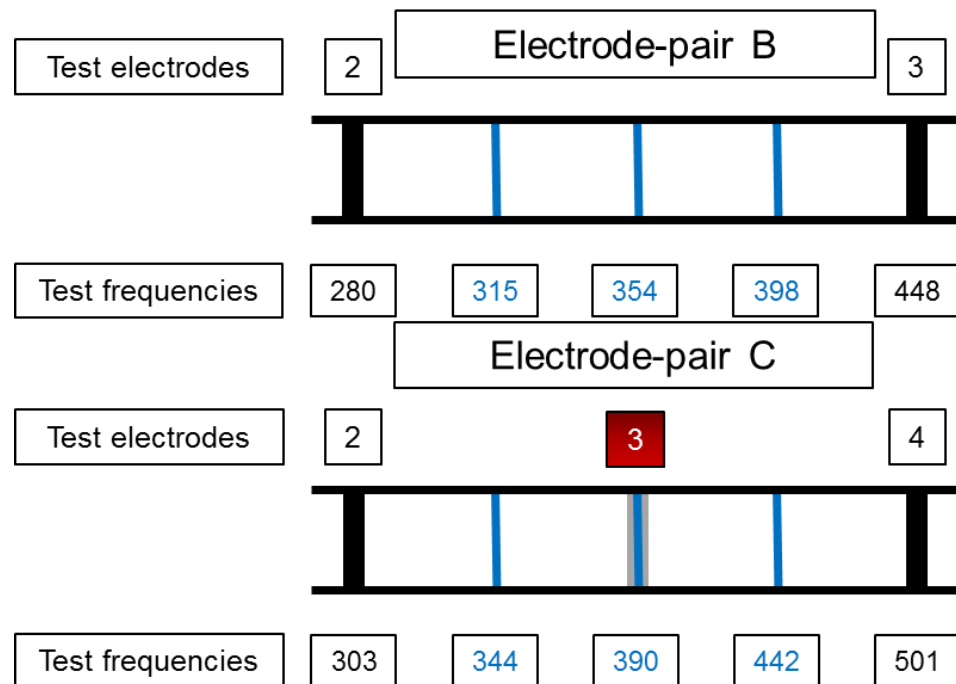 Electrode-pair B
Test electrodes 2 3
Test frequencies 280 315 354 398 448
Electrode-pair C
Test electrodes 2 3 4
Test frequencies 303 344 390 442 501